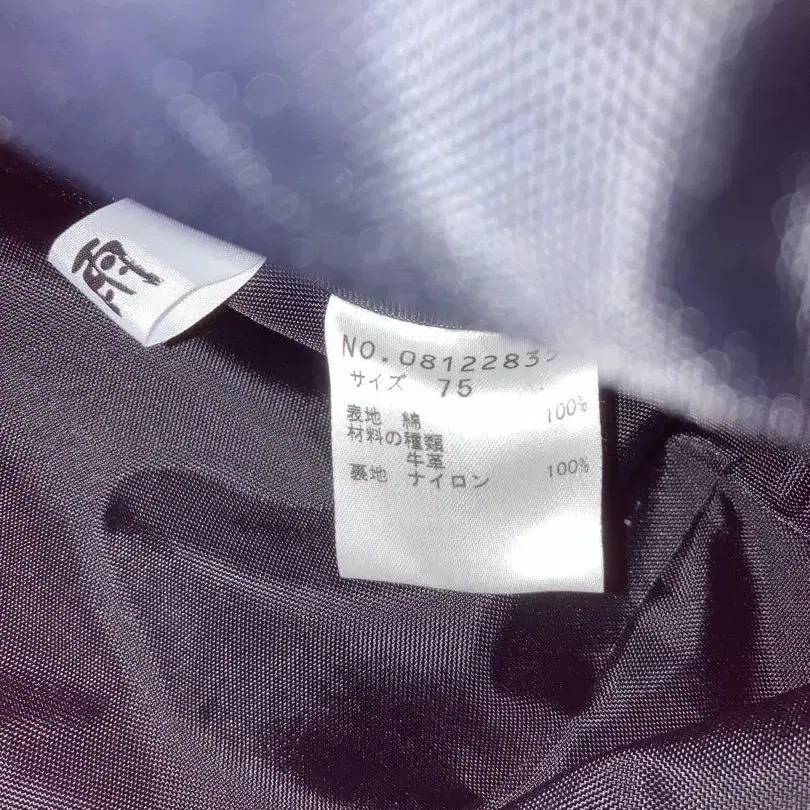 NO.0812283
サイズ 75
表地 綿 100%
材料の種類
牛革
裏地 ナイロン 100%